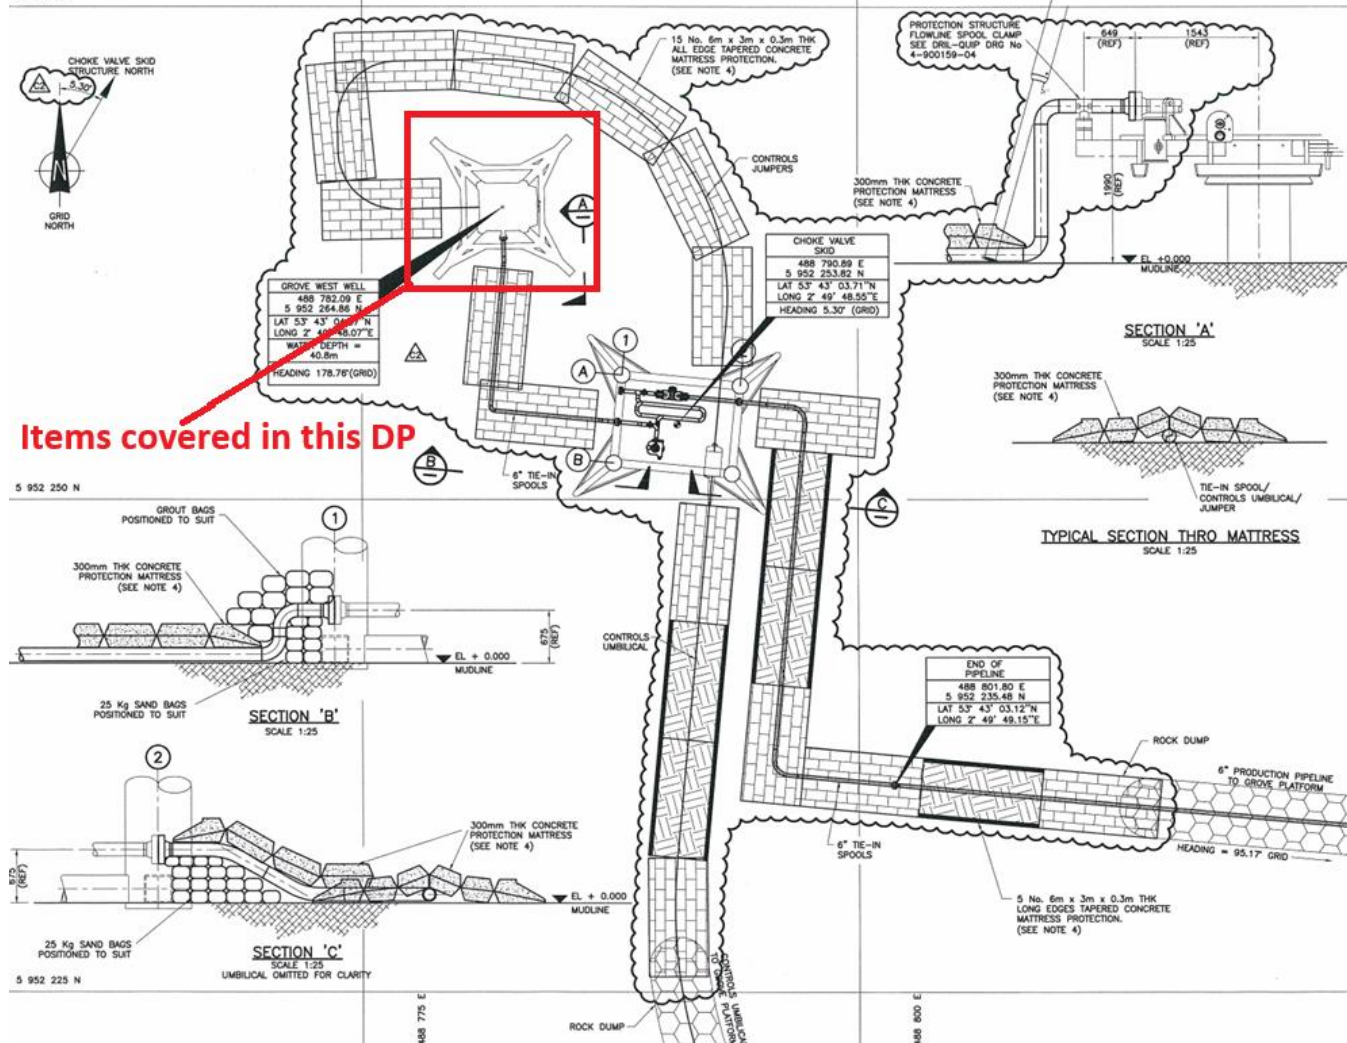 CHOKE VALVE SKID
STRUCTURE NORTH
C2
5.30°
N
GRID
NORTH
15 No. 6m x 3m x 0.3m THK
ALL EDGE TAPERED CONCRETE
MATTRESS PROTECTION.
(SEE NOTE 4)
CONTROLS
JUMPERS
A
PROTECTION STRUCTURE
FLOWLINE SPOOL CLAMP
SEE DRIL-QUIP DRG No
4-900159-04
649
(REF)
1543
(REF)
1990
(REF)
300mm THK CONCRETE
PROTECTION MATTRESS
(SEE NOTE 4)
EL +0.000
MUDLINE
SECTION 'A'
SCALE 1:25
CHOKE VALVE
SKID
488 790.89 E
5 952 253.82 N
LAT 53° 43' 03.71"N
LONG 2° 49' 48.55"E
HEADING 5.30° (GRID)
GROVE WEST WELL
488 782.09 E
5 952 264.86 N
LAT 53° 43' N
LONG 2° 48.07"E
DEPTH =
40.8m
HEADING 178.76°(GRID)
C2
Items covered in this DP
1
A
B
B
C
6" TIE-IN
SPOOLS
300mm THK CONCRETE
PROTECTION MATTRESS
(SEE NOTE 4)
TIE-IN SPOOL/
CONTROLS UMBILICAL/
JUMPER
TYPICAL SECTION THRO MATTRESS
SCALE 1:25
5 952 250 N
GROUT BAGS
POSITIONED TO SUIT
1
300mm THK CONCRETE
PROTECTION MATTRESS
(SEE NOTE 4)
675
(REF)
EL + 0.000
MUDLINE
25 Kg SAND BAGS
POSITIONED TO SUIT
SECTION 'B'
SCALE 1:25
CONTROLS
UMBILICAL
END OF
PIPELINE
488 801.80 E
5 952 235.48 N
LAT 53° 43' 03.12"N
LONG 2° 49' 49.15"E
ROCK DUMP
6" PRODUCTION PIPELINE
TO GROVE PLATFORM
HEADING = 95.17° GRID
6" TIE-IN
SPOOLS
5 No. 6m x 3m x 0.3m THK
LONG EDGES TAPERED CONCRETE
MATTRESS PROTECTION.
(SEE NOTE 4)
2
300mm THK CONCRETE
PROTECTION MATTRESS
(SEE NOTE 4)
675
(REF)
EL + 0.000
MUDLINE
25 Kg SAND BAGS
POSITIONED TO SUIT
SECTION 'C'
SCALE 1:25
UMBILICAL OMITTED FOR CLARITY
5 952 225 N
488 775 E
488 800 E
ROCK DUMP
CONTROLS UMBILICAL
TO GROVE PLATFORM